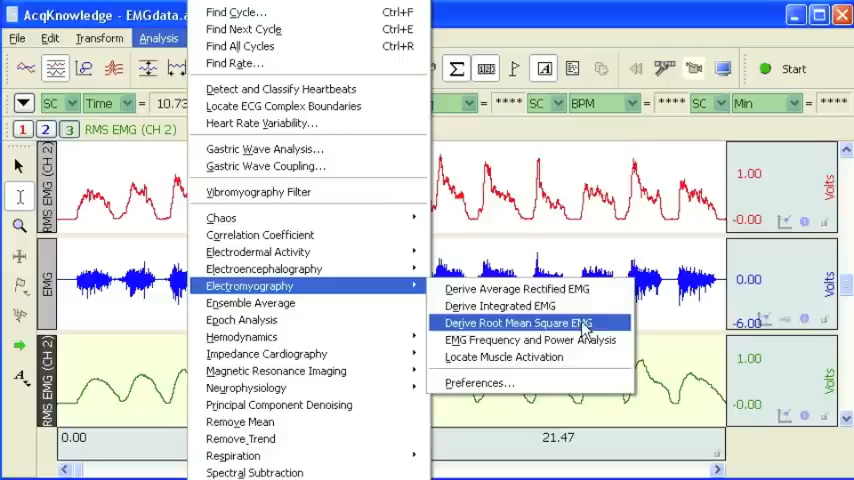 AcqKnowledge - EMGdata.a
File Edit Transform Analysis
Find Cycle... Ctrl+F
Find Next Cycle Ctrl+E
Find All Cycles Ctrl+R
Find Rate...
Detect and Classify Heartbeats
Locate ECG Complex Boundaries
Heart Rate Variability...
Gastric Wave Analysis...
Gastric Wave Coupling...
Vibromyography Filter
Chaos
Correlation Coefficient
Electrodermal Activity
Electroencephalography
Electromyography
Ensemble Average
Epoch Analysis
Hemodynamics
Impedance Cardiography
Magnetic Resonance Imaging
Neurophysiology
Principal Component Denoising
Remove Mean
Remove Trend
Respiration
Spectral Subtraction
Derive Average Rectified EMG
Derive Integrated EMG
Derive Root Mean Square EMG
EMG Frequency and Power Analysis
Locate Muscle Activation
Preferences...
Start
SC Time = 10.73
= **** SC BPM = **** SC Min = ****
1 2 3 RMS EMG (CH 2)
RMS EMG (CH 2)
1.00
-0.00
Volts
EMG
0.00
-6.00
Volts
RMS EMG (CH 2)
1.00
-0.00
Volts
0.00 21.47